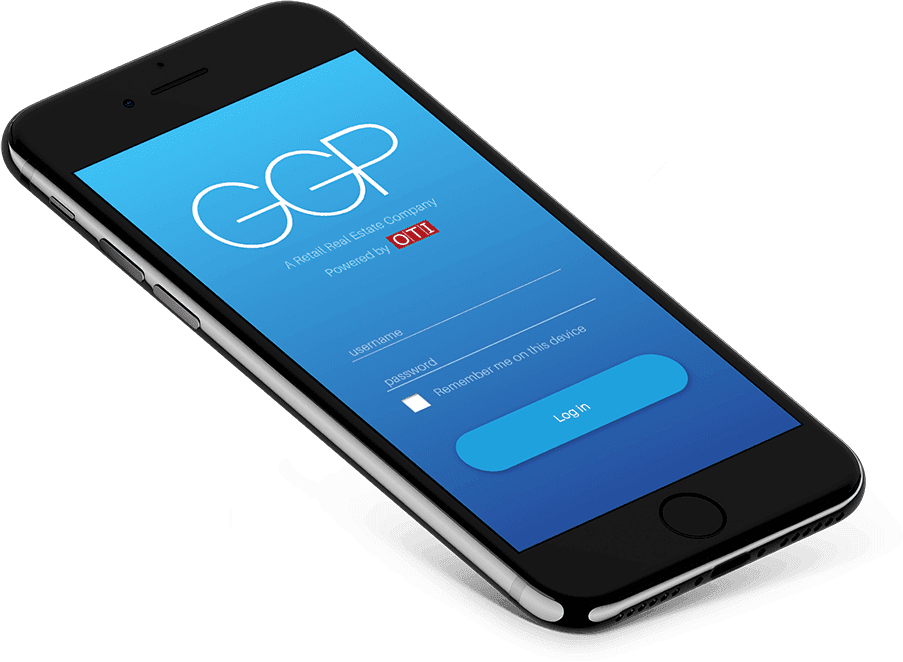 GGP
A Retail Real Estate Company
Powered by OTI
username
password
Remember me on this device
Log in